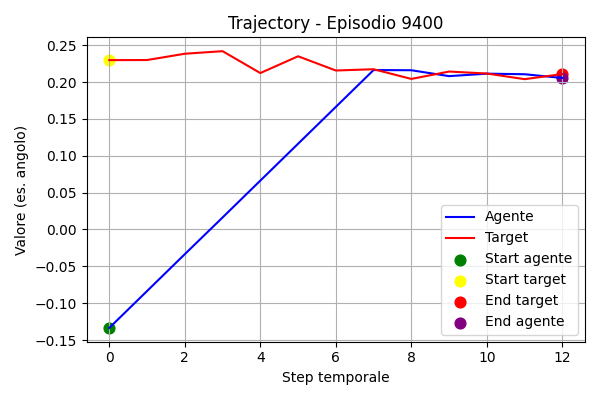 Trajectory - Episodio 9400
Valore (es. angolo)
0.25
0.20
0.15
0.10
0.05
0.00
−0.05
−0.10
−0.15
0 2 4 6 8 10 12
Step temporale
Agente
Target
Start agente
Start target
End target
End agente